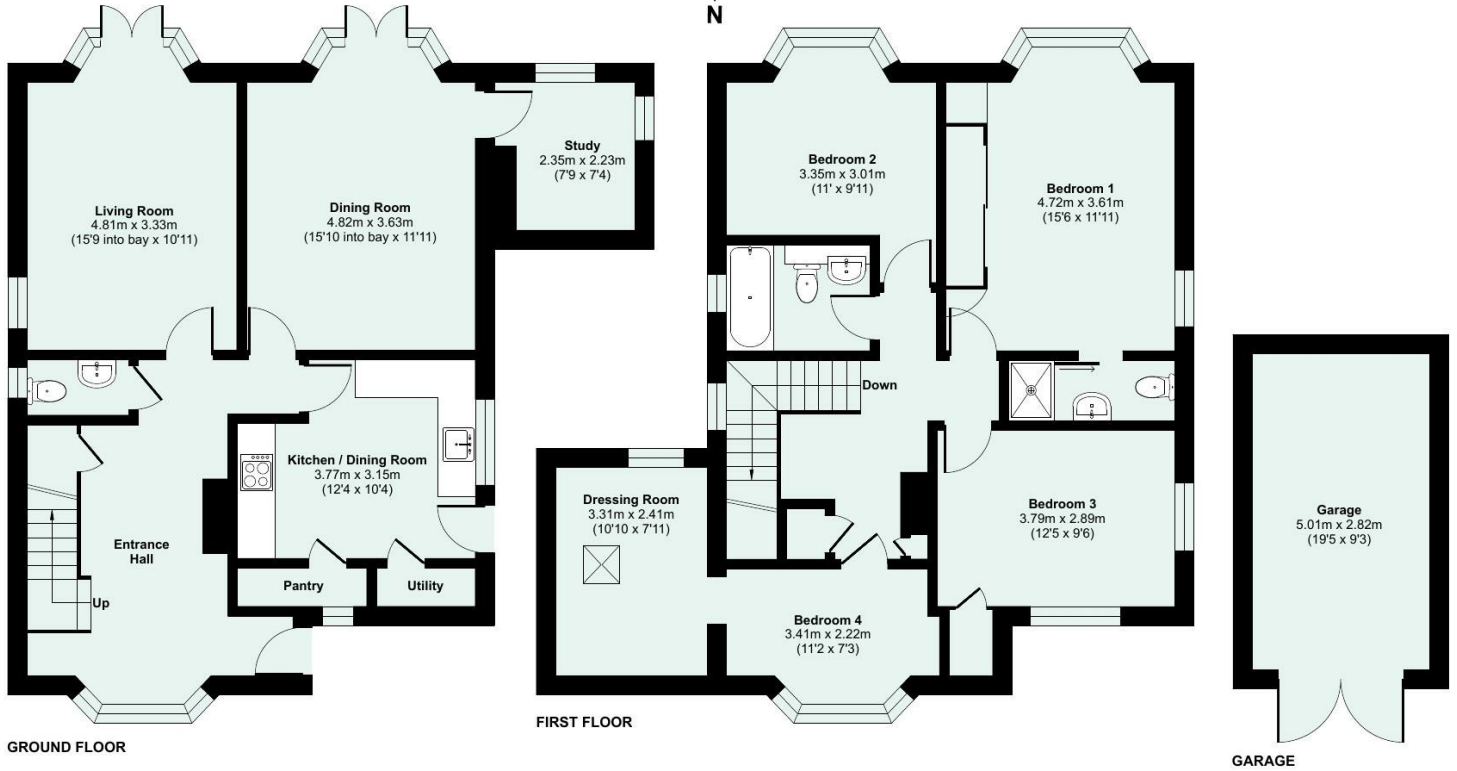 N
Living Room
4.81m x 3.33m
(15'9 into bay x 10'11)
Dining Room
4.82m x 3.63m
(15'10 into bay x 11'11)
Study
2.35m x 2.23m
(7'9 x 7'4)
Kitchen / Dining Room
3.77m x 3.15m
(12'4 x 10'4)
Entrance
Hall
Pantry
Utility
Up
GROUND FLOOR
Bedroom 2
3.35m x 3.01m
(11' x 9'11)
Bedroom 1
4.72m x 3.61m
(15'6 x 11'11)
Down
Dressing Room
3.31m x 2.41m
(10'10 x 7'11)
Bedroom 3
3.79m x 2.89m
(12'5 x 9'6)
Bedroom 4
3.41m x 2.22m
(11'2 x 7'3)
FIRST FLOOR
Garage
5.01m x 2.82m
(19'5 x 9'3)
GARAGE